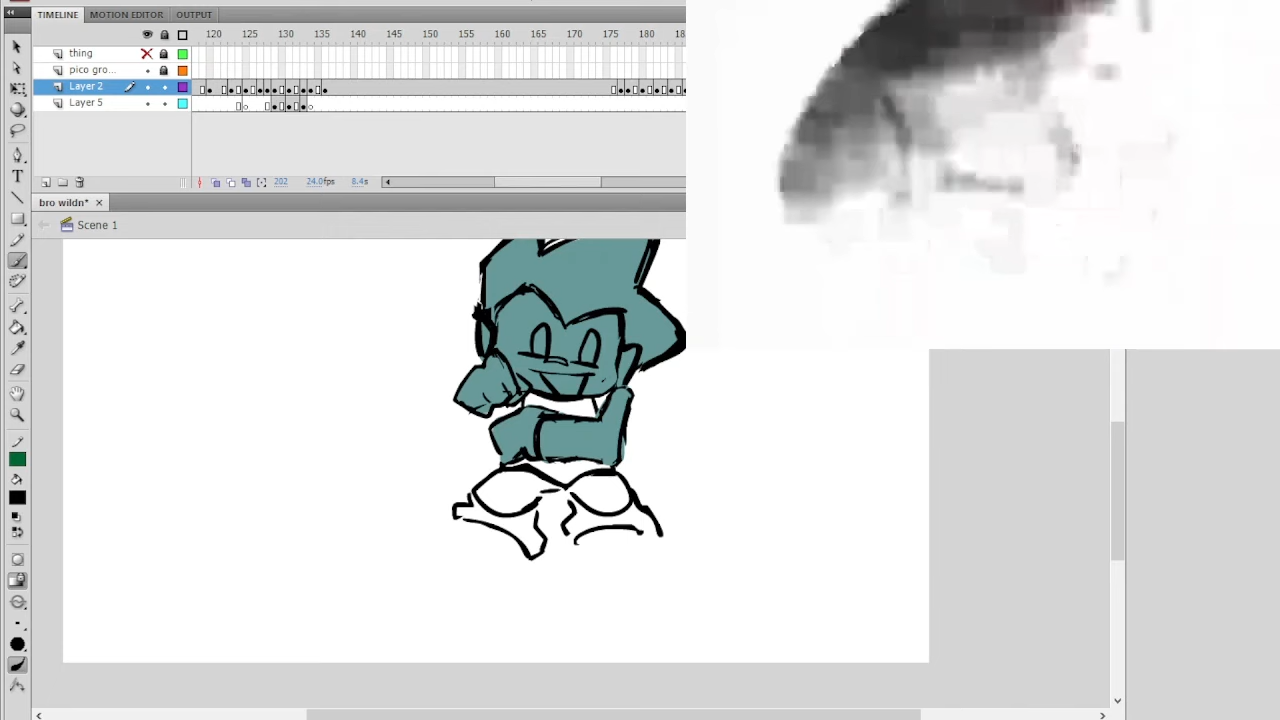 TIMELINE MOTION EDITOR OUTPUT
120 125 130 135 140 145 150 155 160 165 170 175 180 18
thing
pico gro...
Layer 2
Layer 5
202 24.0fps 8.4s
bro wildn* ×
Scene 1